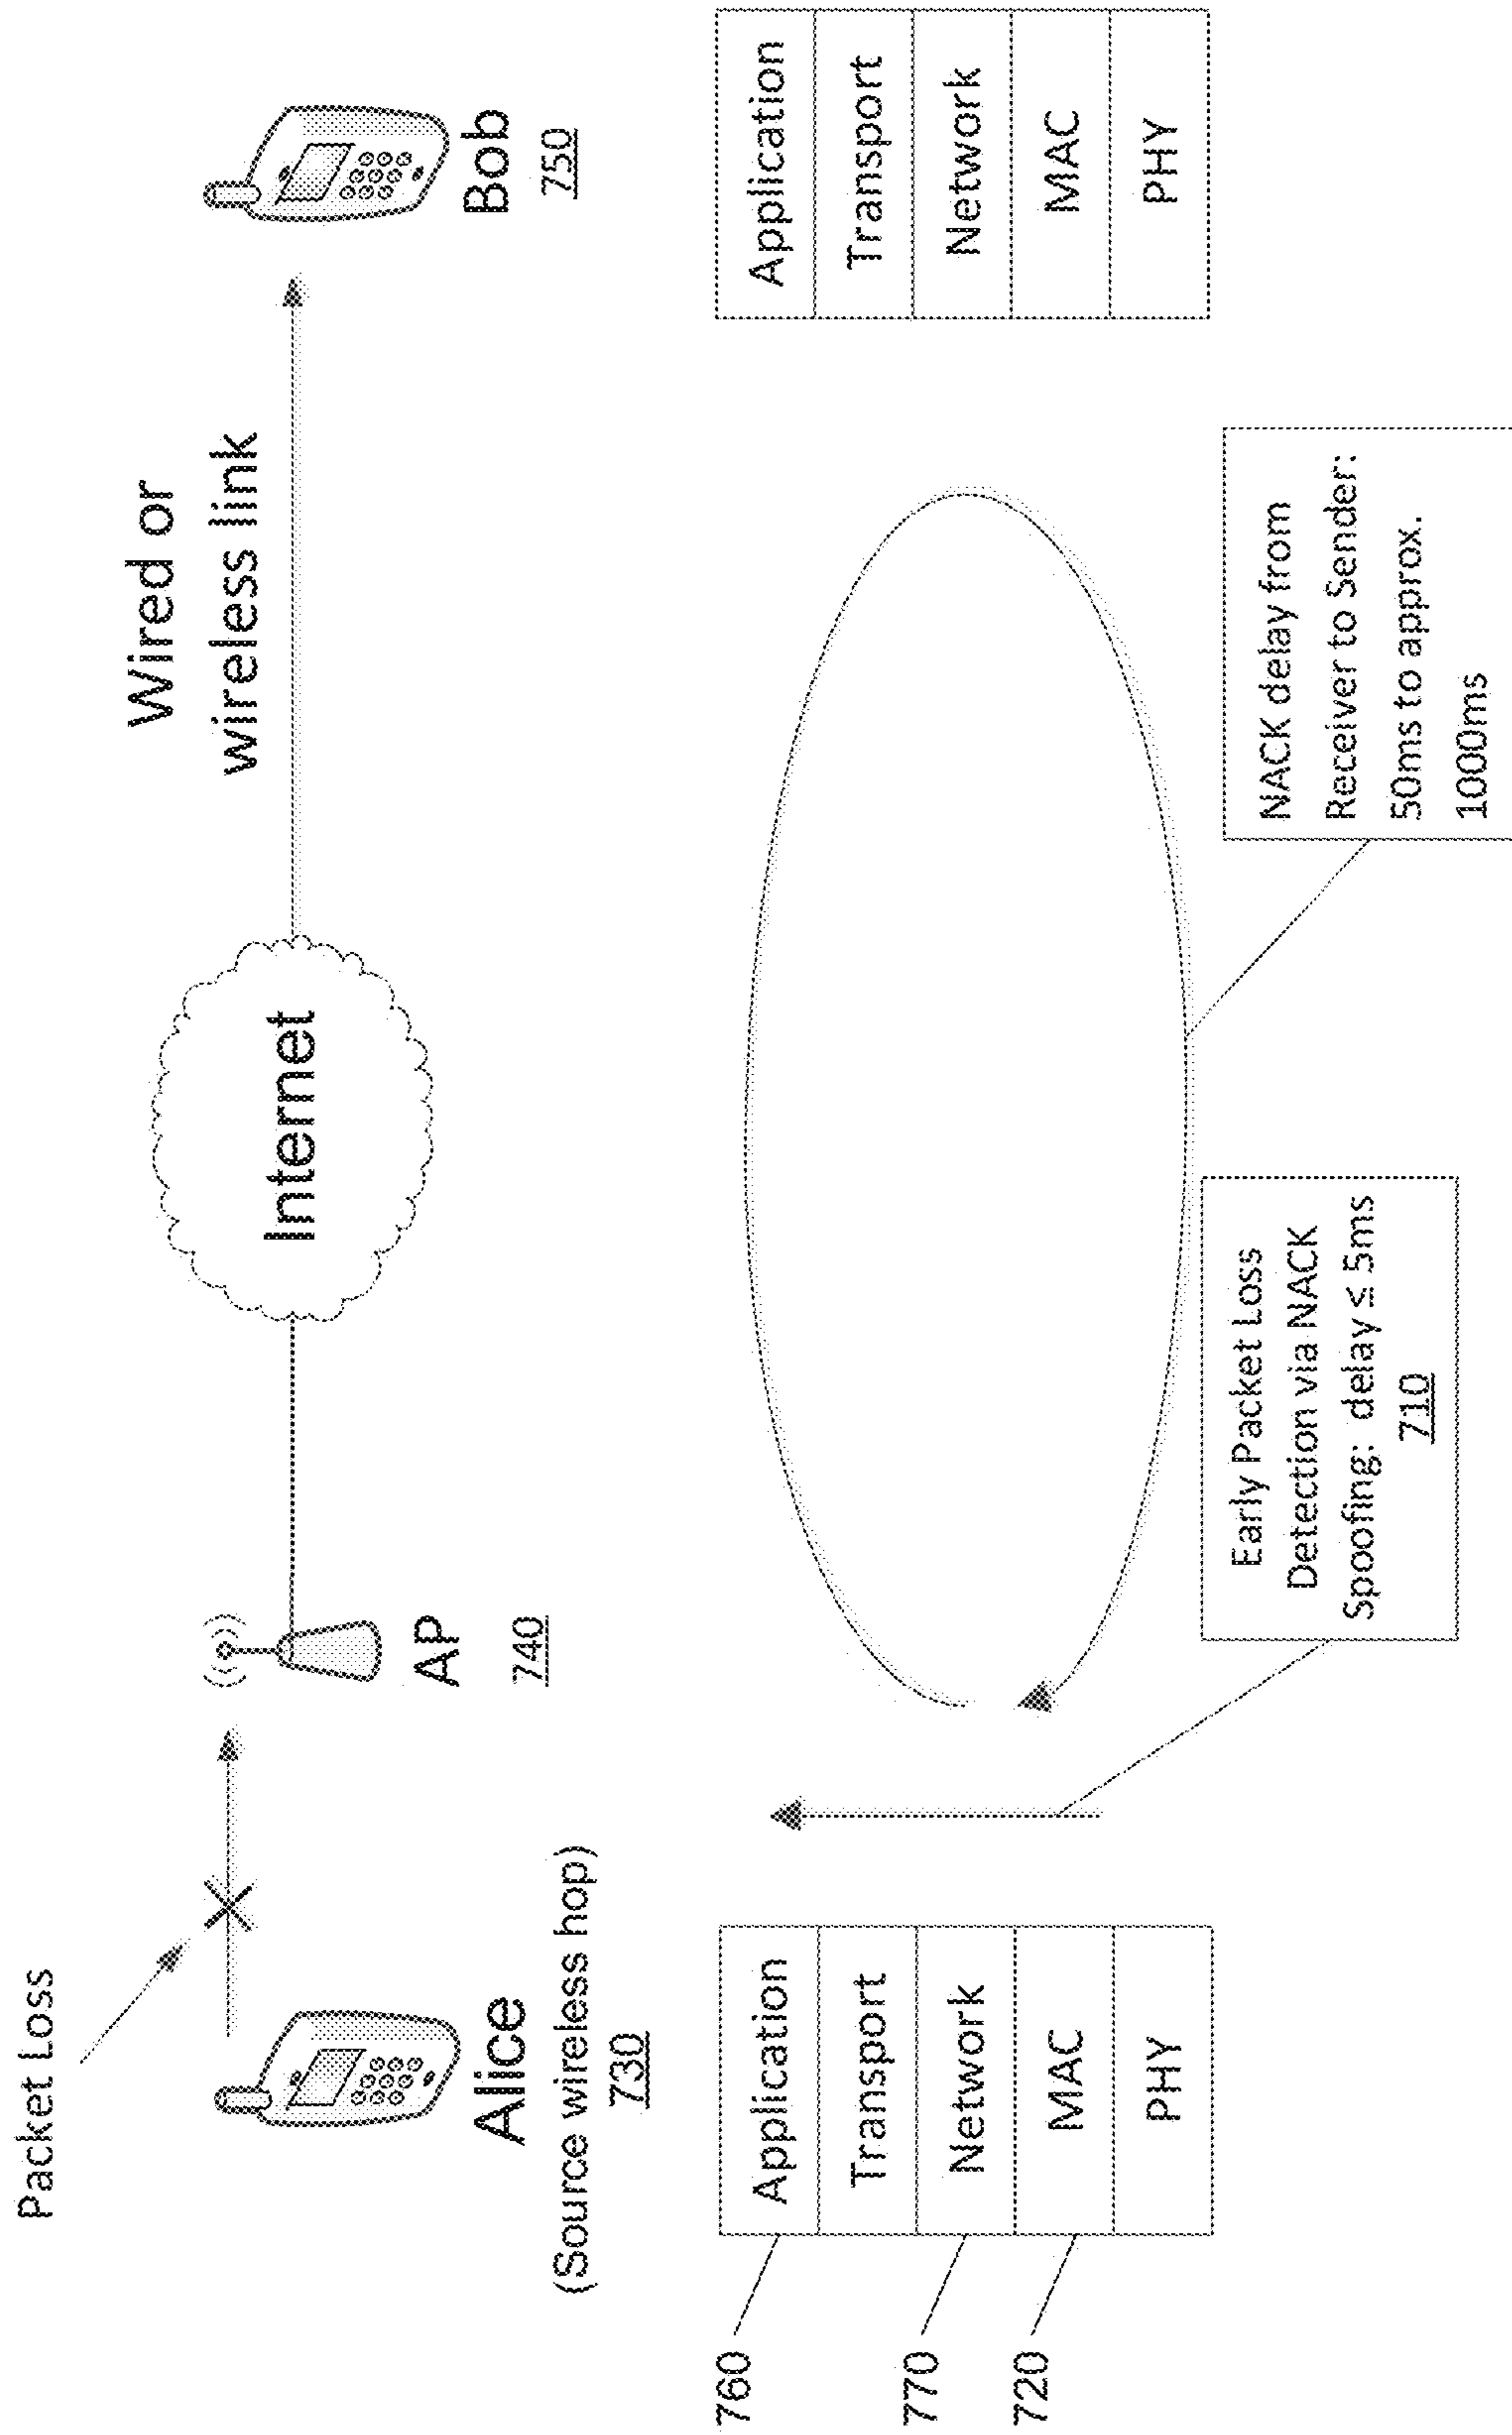 Packet Loss
Wired or
wireless link
Internet
Alice
(Source wireless hop)
730
AP
740
Bob
750
760
770
720
Application
Transport
Network
MAC
PHY
Application
Transport
Network
MAC
PHY
Early Packet Loss
Detection via NACK
Spoofing: delay ≤ 5ms
710
NACK delay from
Receiver to Sender:
50ms to approx.
1000ms